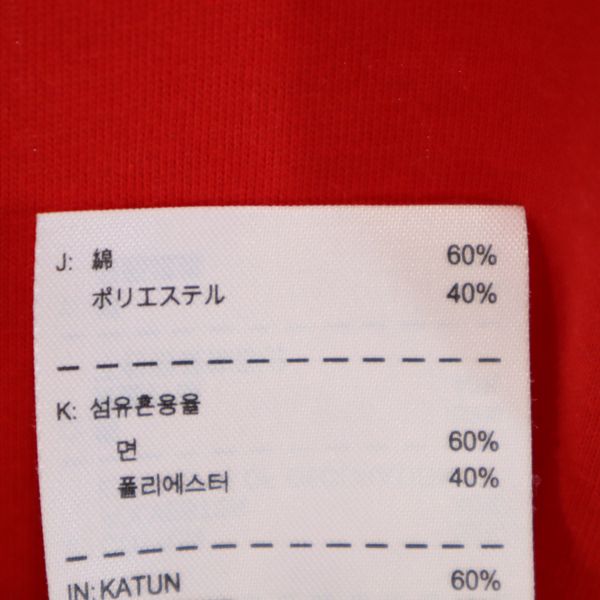 J: 綿 60%
ポリエステル 40%
K: 섬유혼용율
면 60%
폴리에스터 40%
IN: KATUN 60%